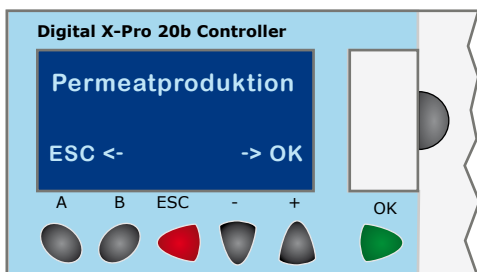 Digital X-Pro 20b Controller
Permeatproduktion
ESC <- -> OK
A B ESC - + OK